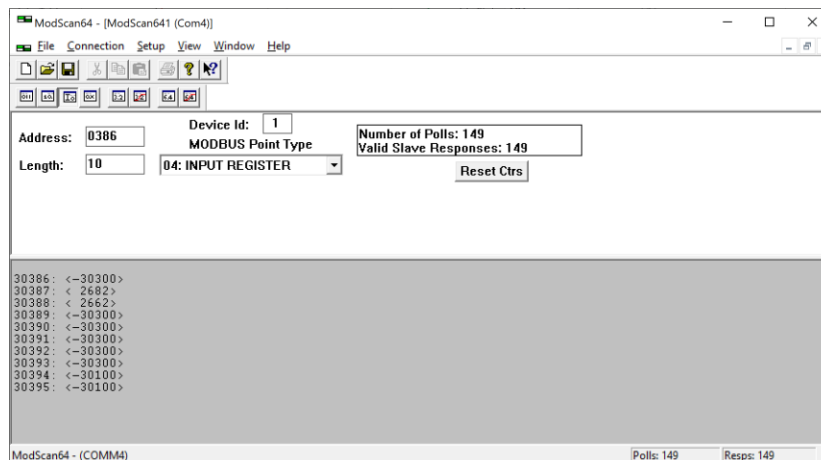 ModScan64 - [ModScan641 (Com4)]
File Connection Setup View Window Help
Address: 0386
Device Id: 1
MODBUS Point Type
Length: 10
04: INPUT REGISTER
Number of Polls: 149
Valid Slave Responses: 149
Reset Ctrs
30386: <-30300>
30387: < 2682>
30388: < 2662>
30389: <-30300>
30390: <-30300>
30391: <-30300>
30392: <-30300>
30393: <-30300>
30394: <-30100>
30395: <-30100>
ModScan64 - (COMM4)
Polls: 149
Resps: 149